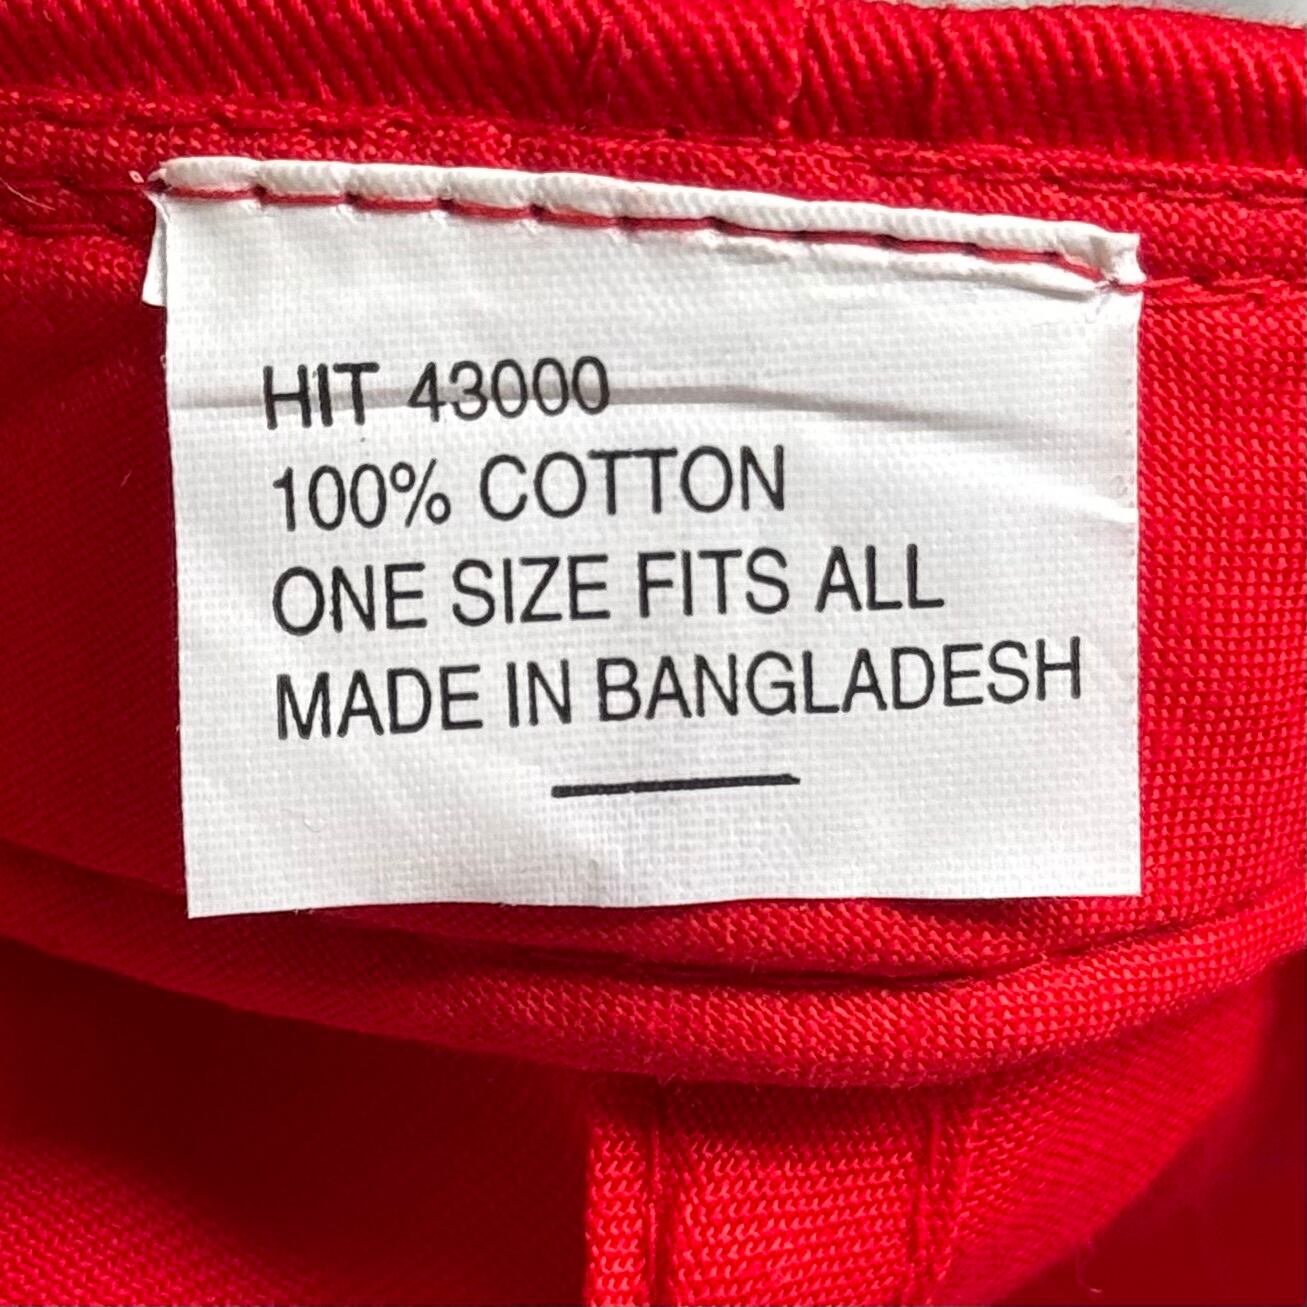 HIT 43000
100% COTTON
ONE SIZE FITS ALL
MADE IN BANGLADESH